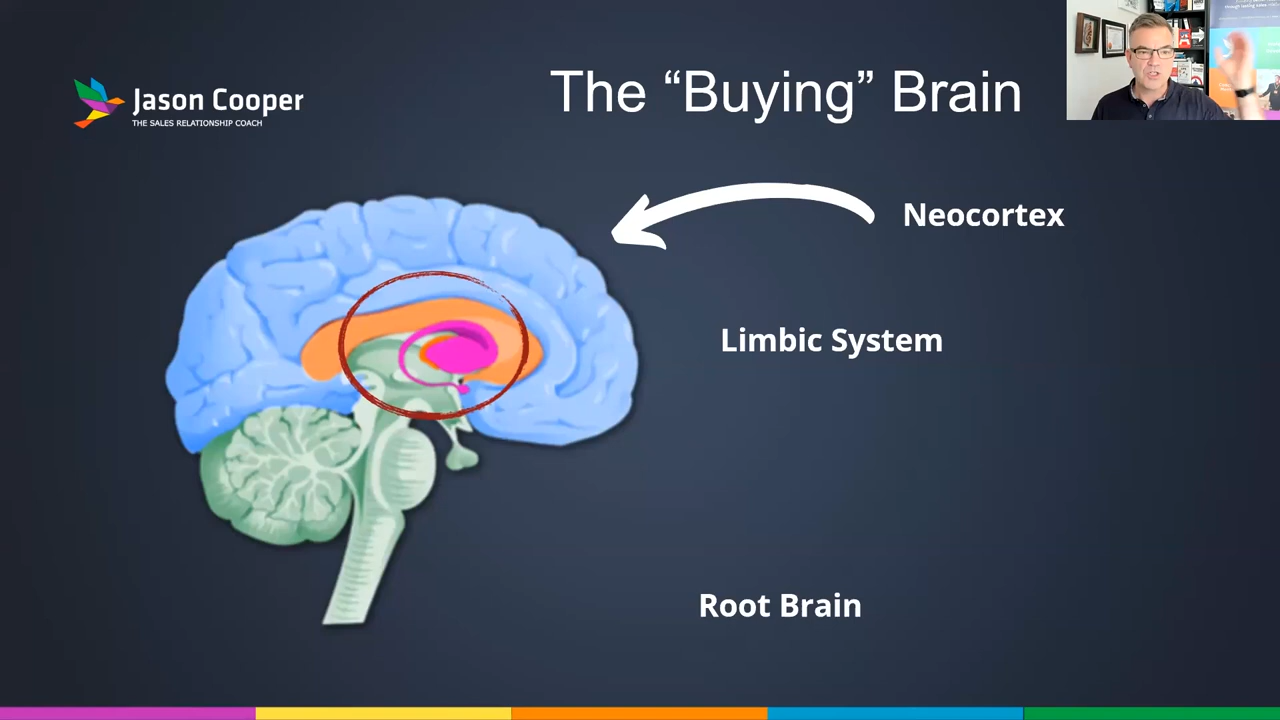 Jason Cooper
THE SALES RELATIONSHIP COACH
The “Buying” Brain
Neocortex
Limbic System
Root Brain